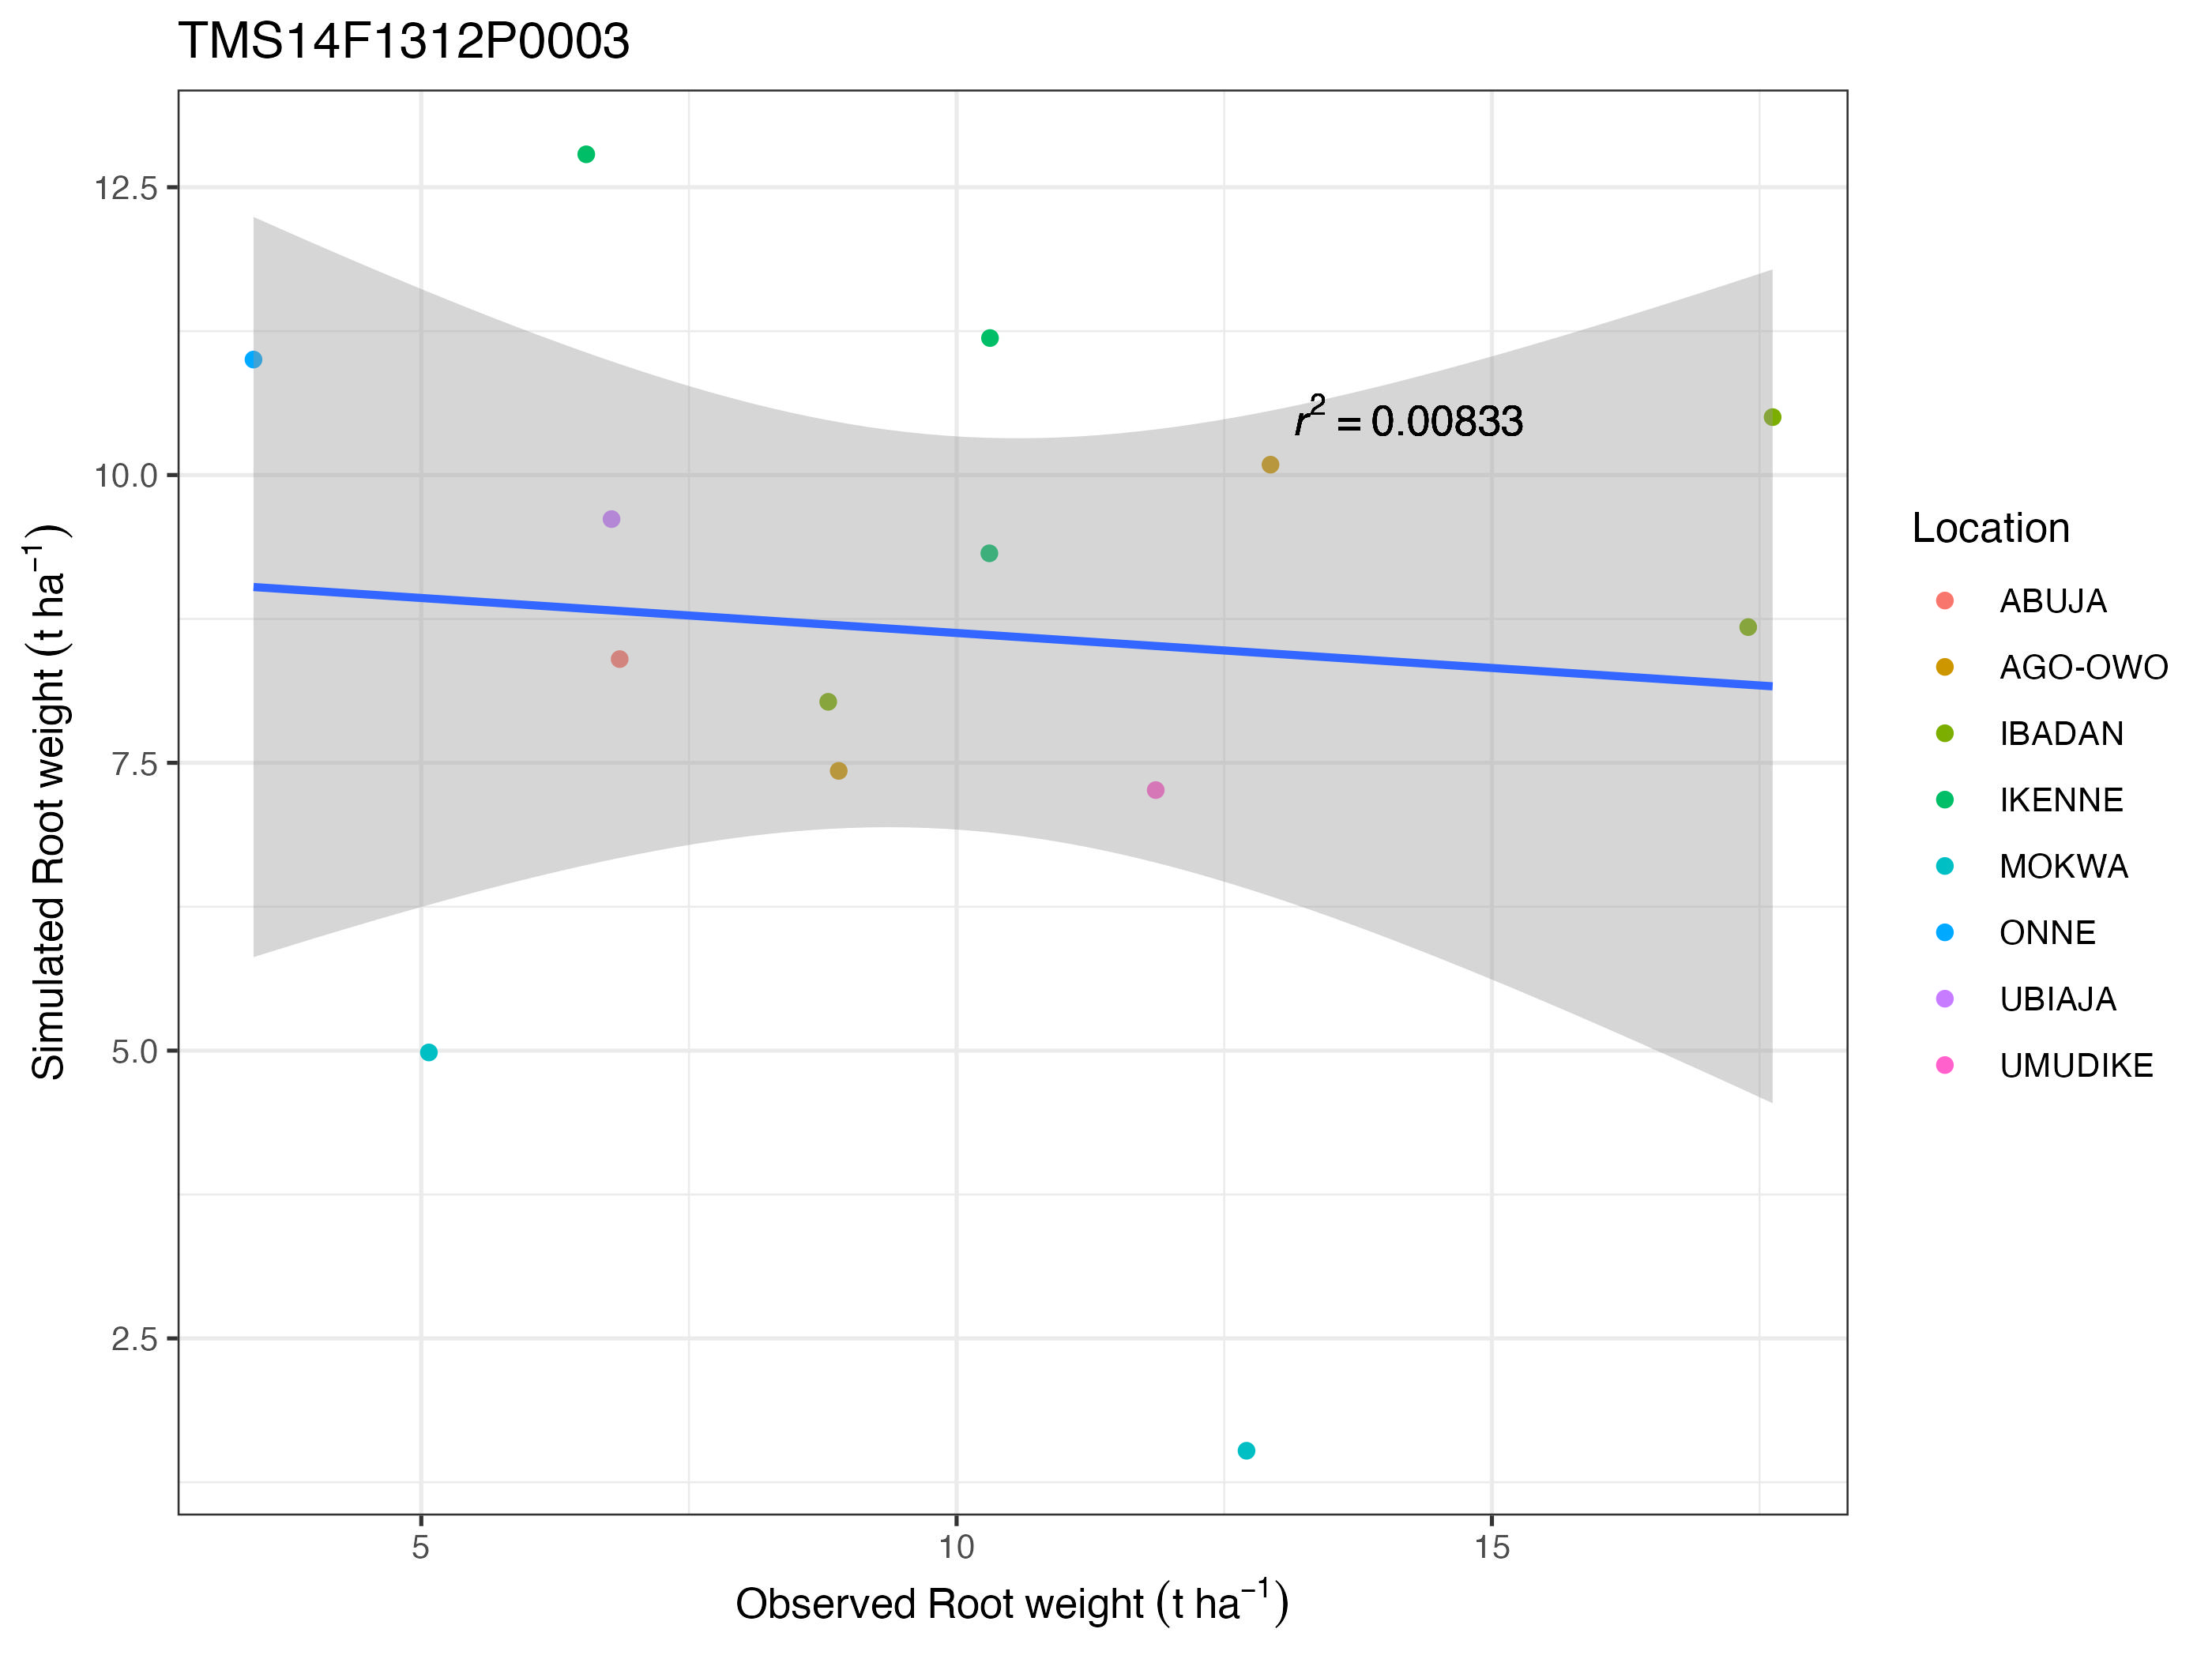 TMS14F1312P0003
12.5
10.0
7.5
5.0
2.5
Simulated Root weight (t ha⁻¹)
r² = 0.00833
5 10 15
Observed Root weight (t ha⁻¹)
Location
ABUJA
AGO-OWO
IBADAN
IKENNE
MOKWA
ONNE
UBIAJA
UMUDIKE